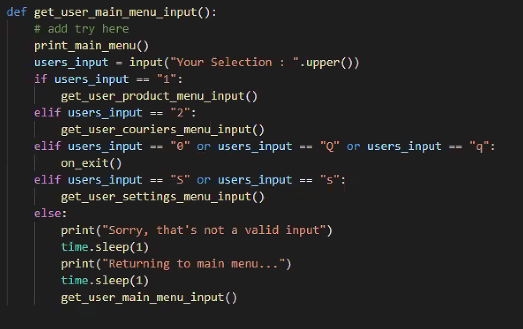 def get_user_main_menu_input():
    # add try here
    print_main_menu()
    users_input = input("Your Selection : ".upper())
    if users_input == "1":
        get_user_product_menu_input()
    elif users_input == "2":
        get_user_couriers_menu_input()
    elif users_input == "0" or users_input == "Q" or users_input == "q":
        on_exit()
    elif users_input == "S" or users_input == "s":
        get_user_settings_menu_input()
    else:
        print("Sorry, that's not a valid input")
        time.sleep(1)
        print("Returning to main menu...")
        time.sleep(1)
        get_user_main_menu_input()